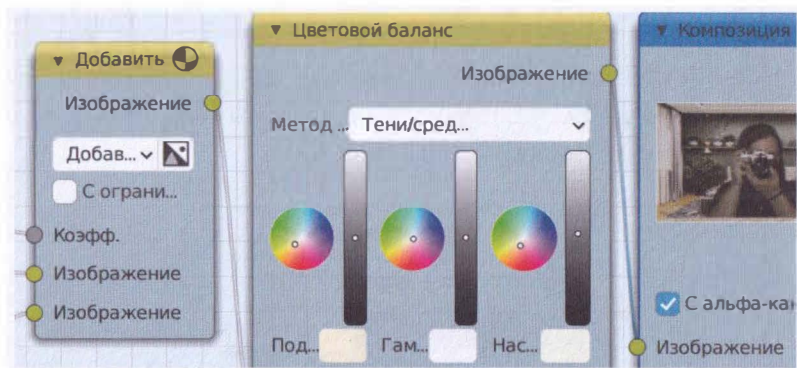 Добавить
Изображение
Добав...
С ограни...
Коэфф.
Изображение
Изображение
Цветовой баланс
Изображение
Метод ...
Тени/сред...
Под...
Гам...
Нас...
Композиция
С альфа-кан
Изображение